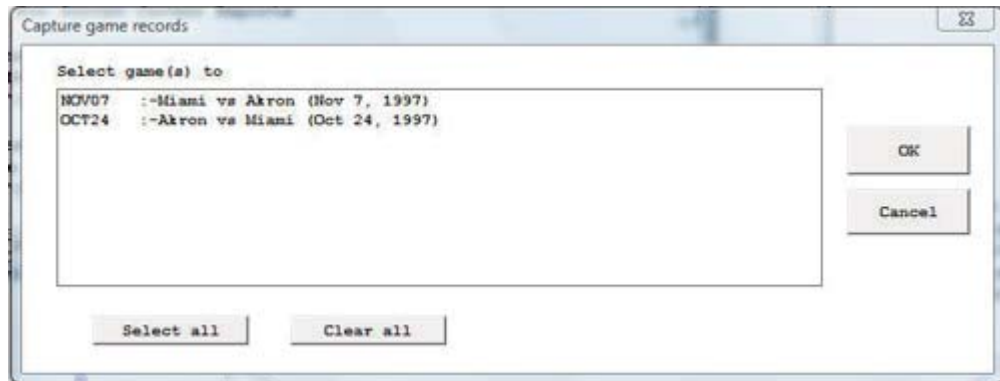 Capture game records
Select game(s) to
NOV07 :-Miami vs Akron (Nov 7, 1997)
OCT24 :-Akron vs Miami (Oct 24, 1997)
OK
Cancel
Select all
Clear all